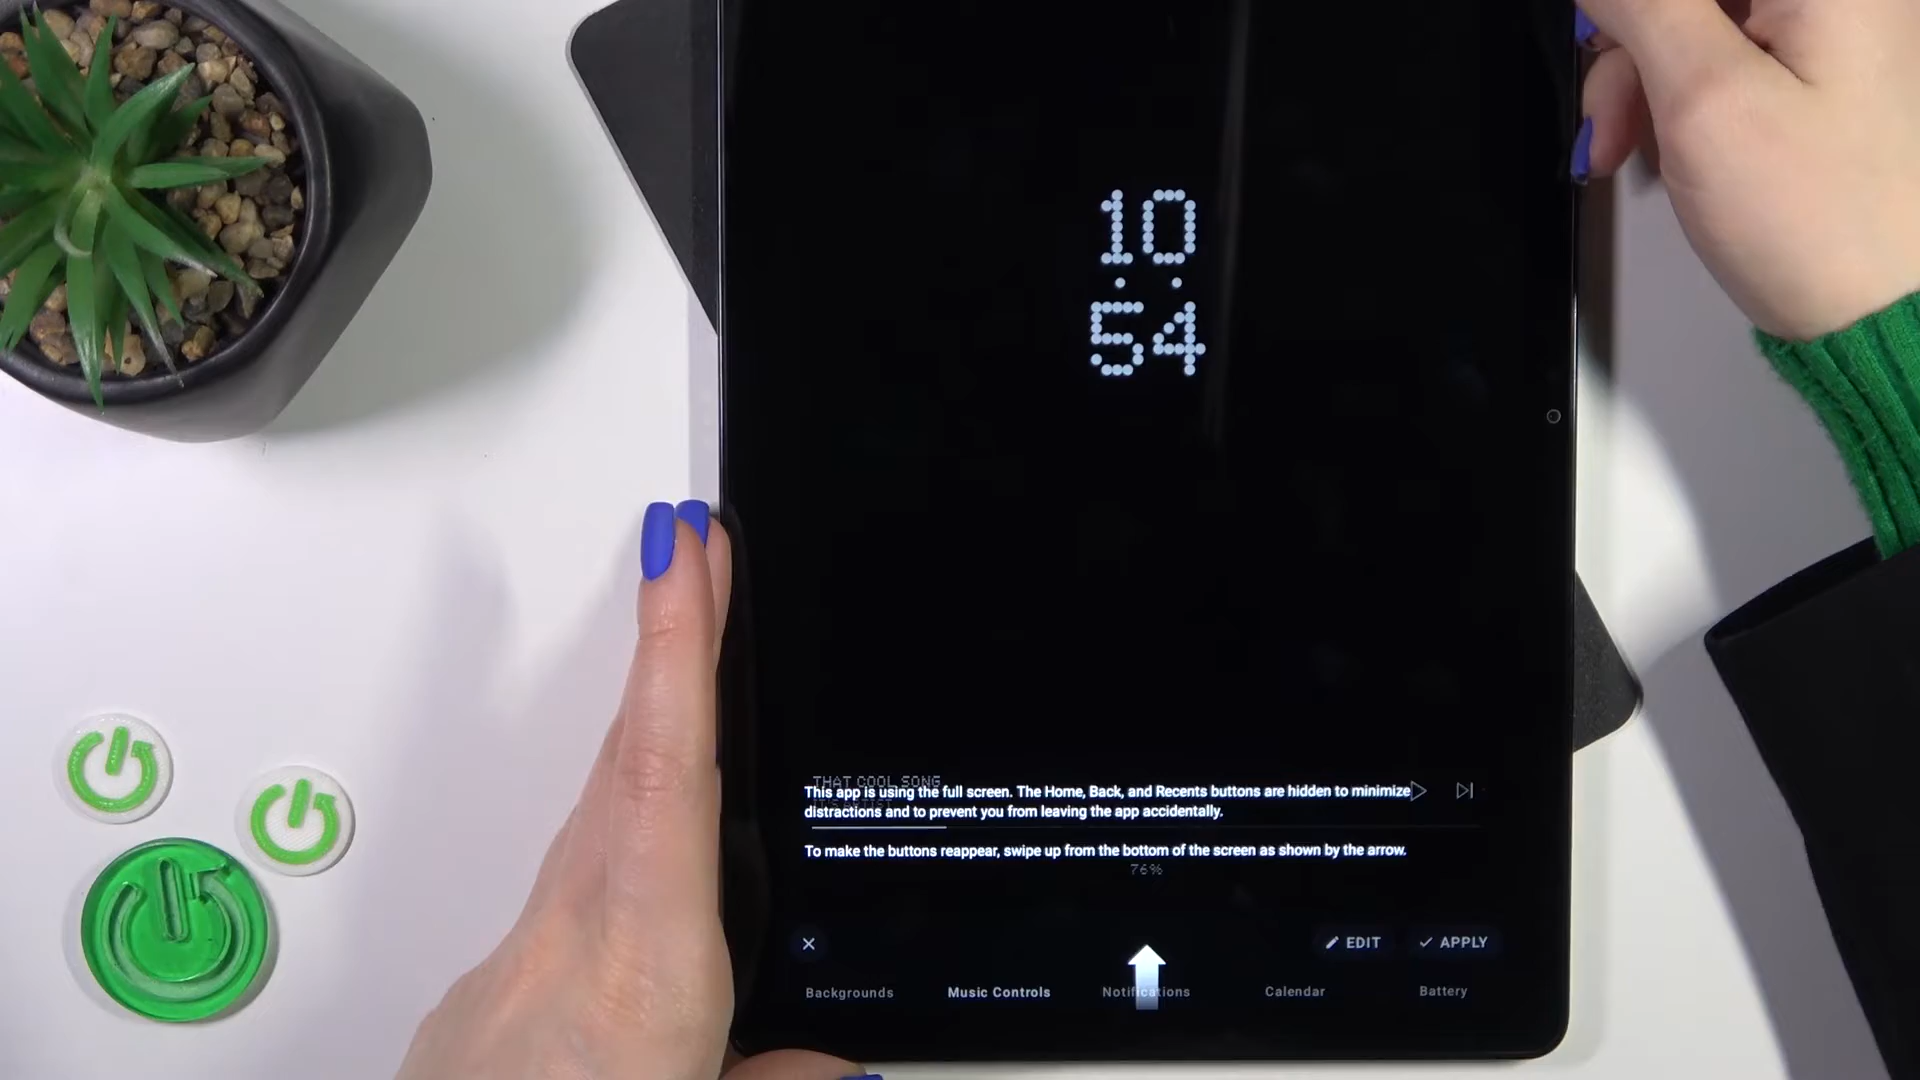 10
54
THAT COOL SONG
This app is using the full screen. The Home, Back, and Recents buttons are hidden to minimize
distractions and to prevent you from leaving the app accidentally.
To make the buttons reappear, swipe up from the bottom of the screen as shown by the arrow.
76%
EDIT
APPLY
Backgrounds
Music Controls
Notifications
Calendar
Battery